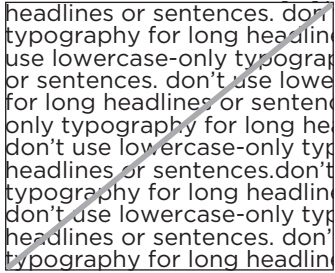 headlines or sentences. don'
typography for long headlin
use lowercase-only typograp
or sentences. don't use lowe
for long headlines or senten
only typography for long he
don't use lowercase-only typ
headlines or sentences.don't
typography for long headlin
don't use lowercase-only typ
headlines or sentences. don'
typography for long headlin